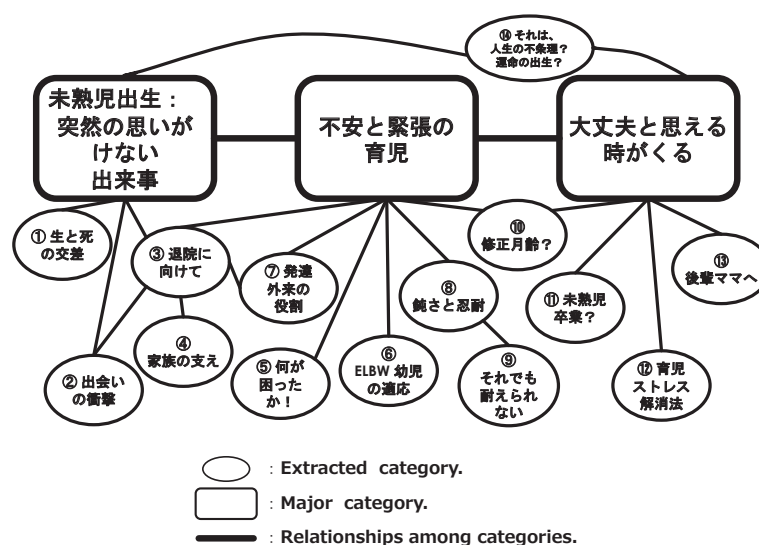 ⑭ それは、
人生の不条理?
運命の出生?
未熟児出生:
突然の思いが
けない
出来事
不安と緊張の
育児
大丈夫と思える
時がくる
① 生と死
の交差
③ 退院に
向けて
⑦ 発達
外来の
役割
⑧
鈍さと忍耐
⑩
修正月齢?
⑬
後輩ママへ
⑪ 未熟児
卒業?
② 出会い
の衝撃
④
家族の支え
⑤ 何が
困った
か!
⑥
ELBW 幼児
の適応
⑨
それでも
耐えられ
ない
⑫ 育児
ストレス
解消法
: Extracted category.
: Major category.
: Relationships among categories.